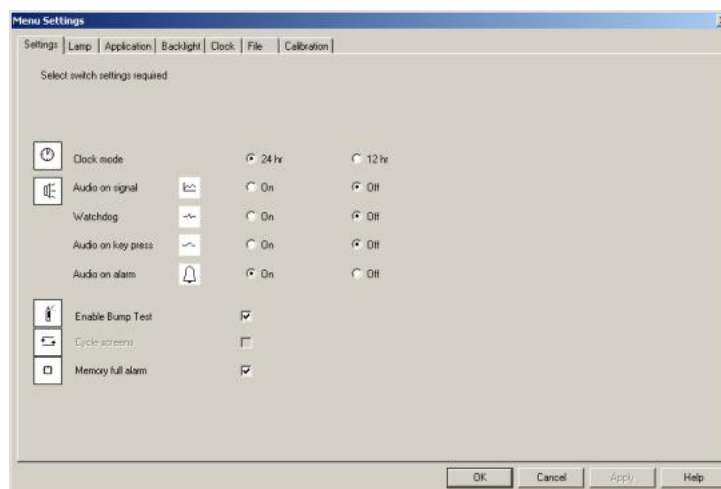 Menu Settings
Settings Lamp Application Backlight Clock File Calibration
Select switch settings required
Clock mode 24 hr 12 hr
Audio on signal On Off
Watchdog On Off
Audio on key press On Off
Audio on alarm On Off
Enable Bump Test
Cycle screens
Memory full alarm
OK Cancel Apply Help